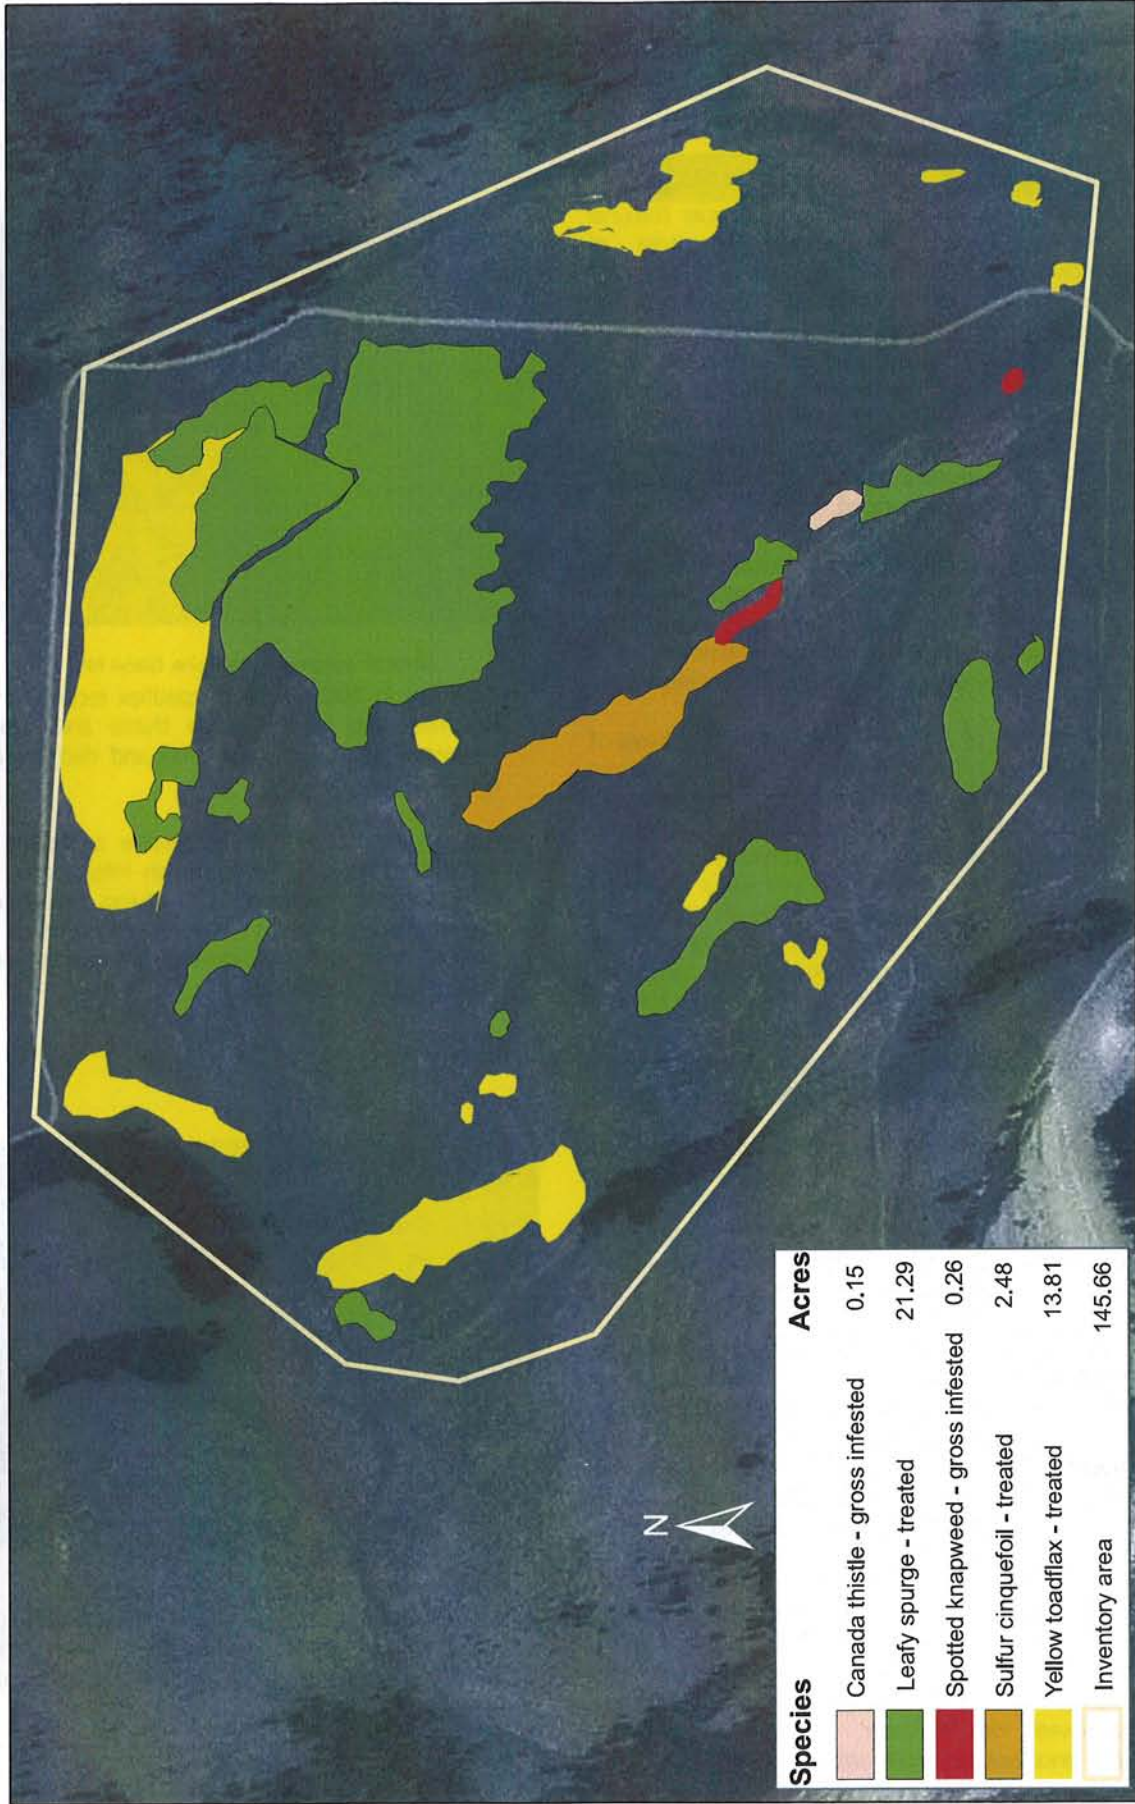 N
Species Acres
Canada thistle - gross infested 0.15
Leafy spurge - treated 21.29
Spotted knapweed - gross infested 0.26
Sulfur cinquefoil - treated 2.48
Yellow toadflax - treated 13.81
Inventory area 145.66